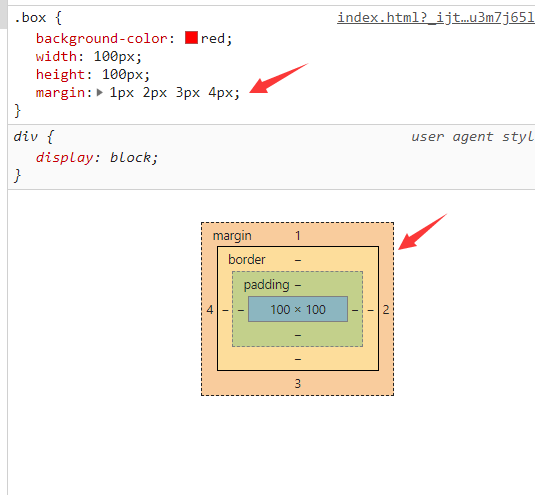 .box {
index.html?_ijt…u3m7j65l
background-color: red;
width: 100px;
height: 100px;
margin: 1px 2px 3px 4px;
}
div {
user agent styl
display: block;
}
margin 1
border –
padding –
4 – – 100 × 100 – – 2
–
–
3